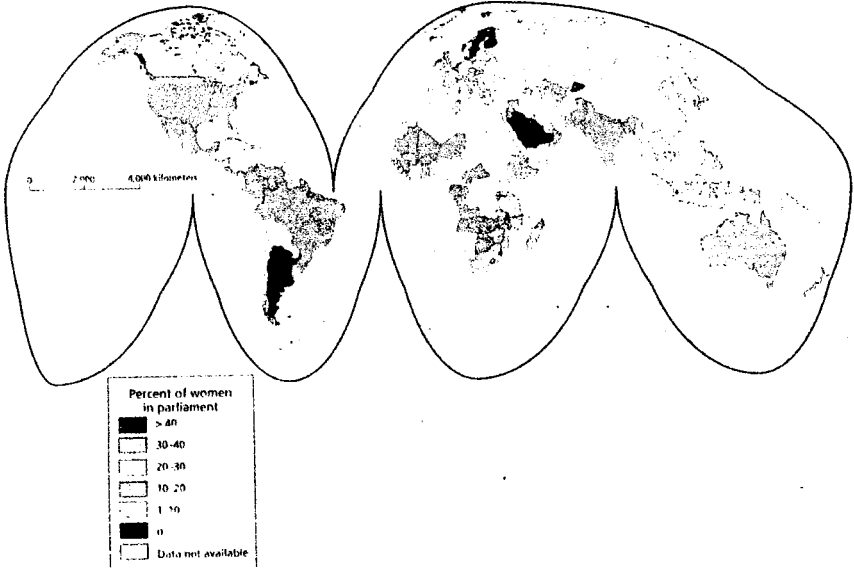 0 2,000 4,000 kilometers
Percent of women
in parliament
> 40
30-40
20-30
10-20
1-10
0
Data not available